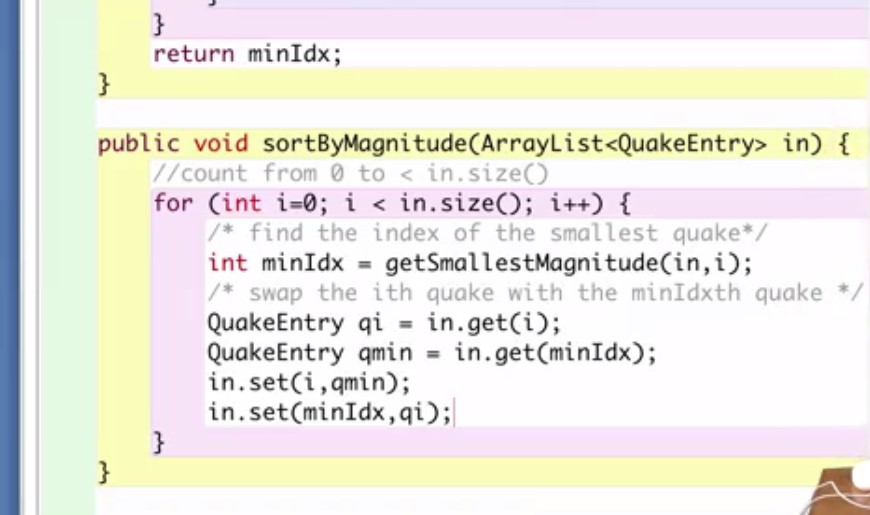 }
return minIdx;
}
public void sortByMagnitude(ArrayList<QuakeEntry> in) {
//count from 0 to < in.size()
for (int i=0; i < in.size(); i++) {
/* find the index of the smallest quake*/
int minIdx = getSmallestMagnitude(in,i);
/* swap the ith quake with the minIdxth quake */
QuakeEntry qi = in.get(i);
QuakeEntry qmin = in.get(minIdx);
in.set(i,qmin);
in.set(minIdx,qi);
}
}